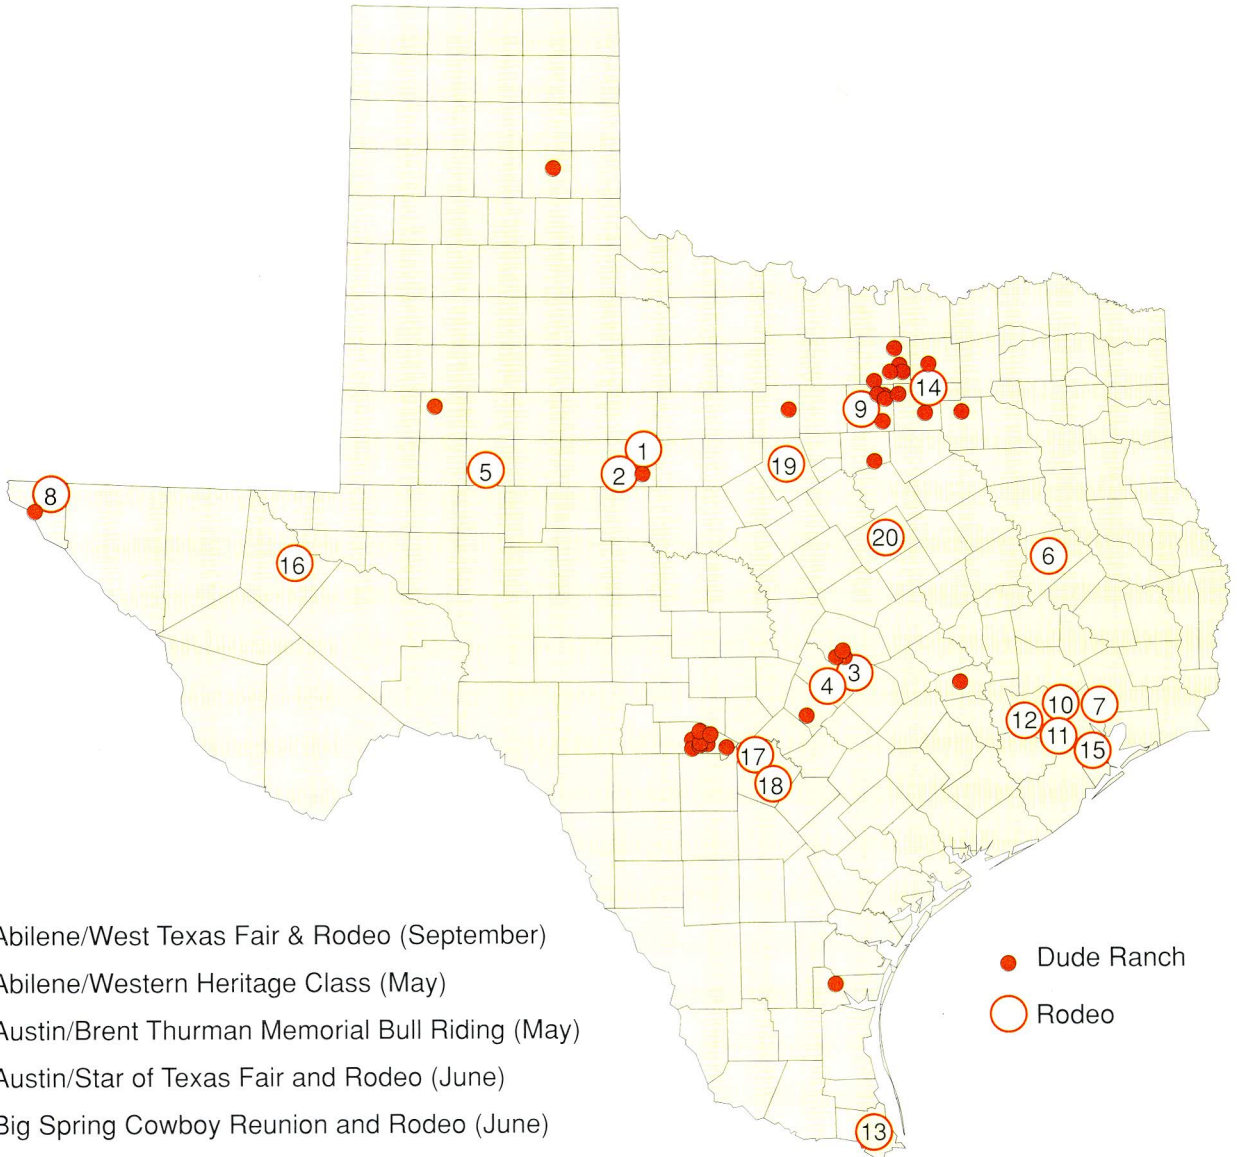 1
2
3
4
5
6
7
8
9
10
11
12
13
14
15
16
17
18
19
20
Abilene/West Texas Fair & Rodeo (September)
Abilene/Western Heritage Class (May)
Austin/Brent Thurman Memorial Bull Riding (May)
Austin/Star of Texas Fair and Rodeo (June)
Big Spring Cowboy Reunion and Rodeo (June)
Dude Ranch
Rodeo